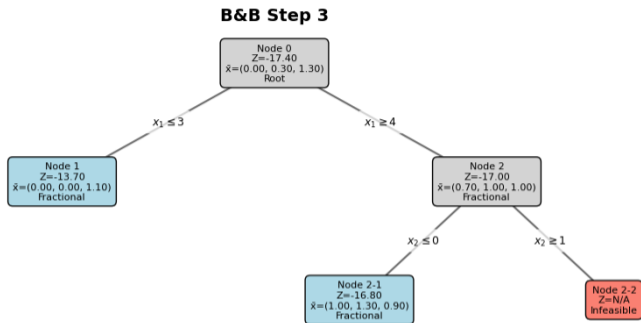 B&B Step 3
Node 0
Z=-17.40
x̂=(0.00, 0.30, 1.30)
Root
x₁ ≤ 3
x₁ ≥ 4
Node 1
Z=-13.70
x̂=(0.00, 0.00, 1.10)
Fractional
Node 2
Z=-17.00
x̂=(0.70, 1.00, 1.00)
Fractional
x₂ ≤ 0
x₂ ≥ 1
Node 2-1
Z=-16.80
x̂=(1.00, 1.30, 0.90)
Fractional
Node 2-2
Z=N/A
Infeasible